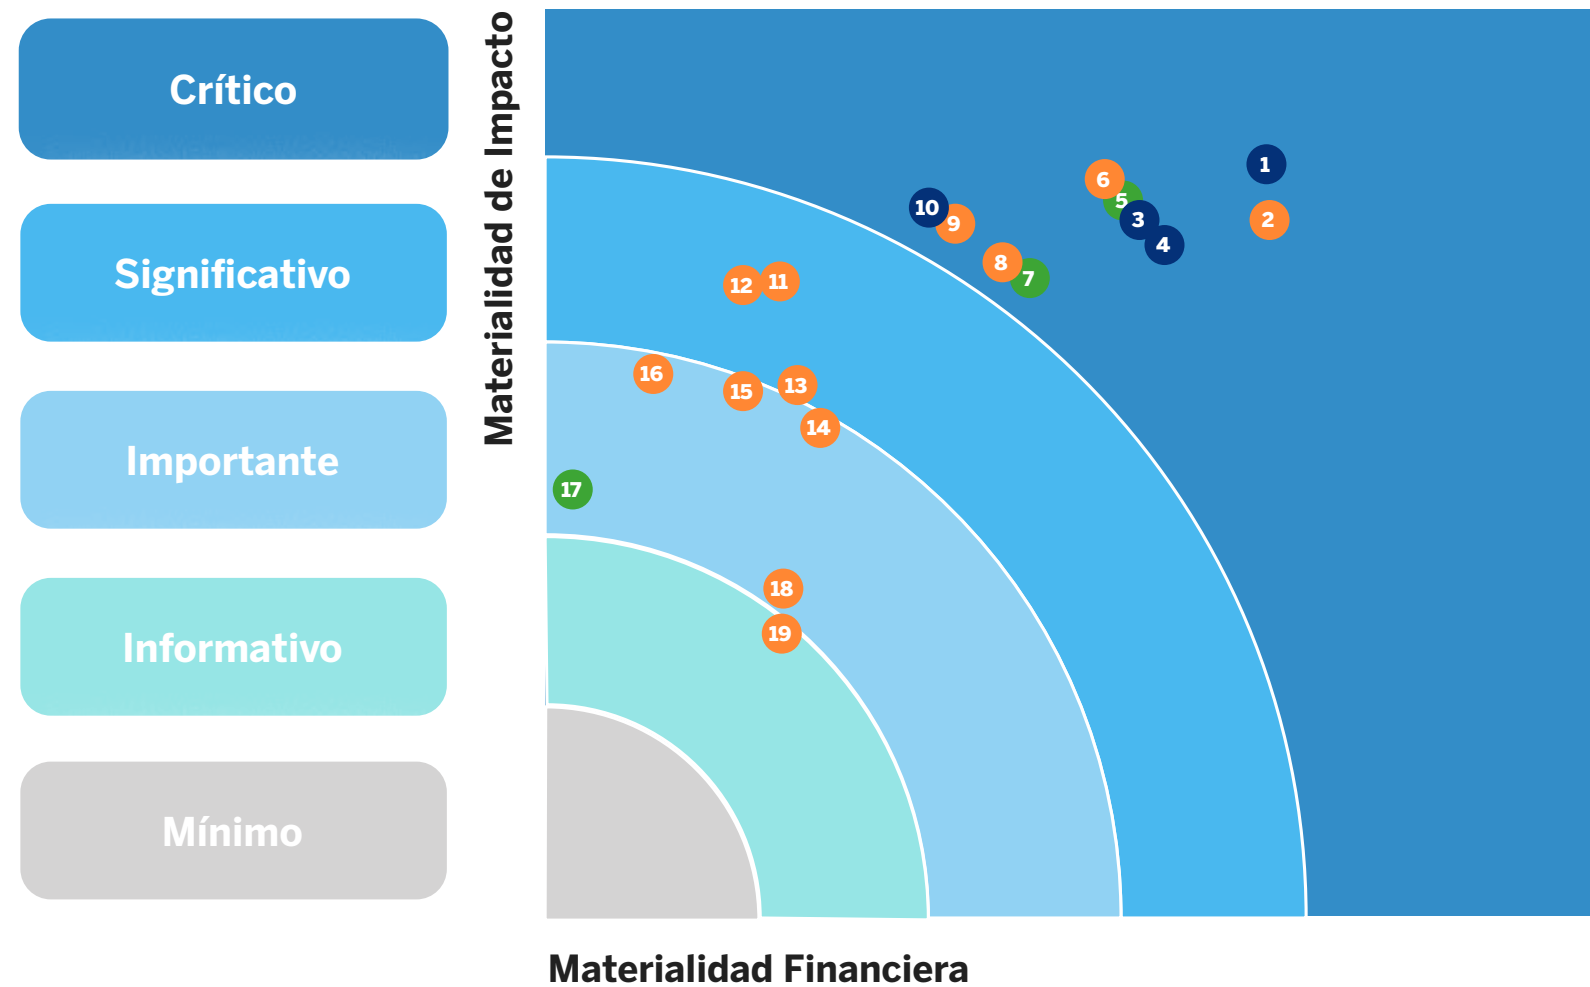 Crítico
Significativo
Importante
Informativo
Mínimo
Materialidad de Impacto
1
6
5
10
3
2
9
4
8
7
12
11
16
15
13
14
17
18
19
Materialidad Financiera